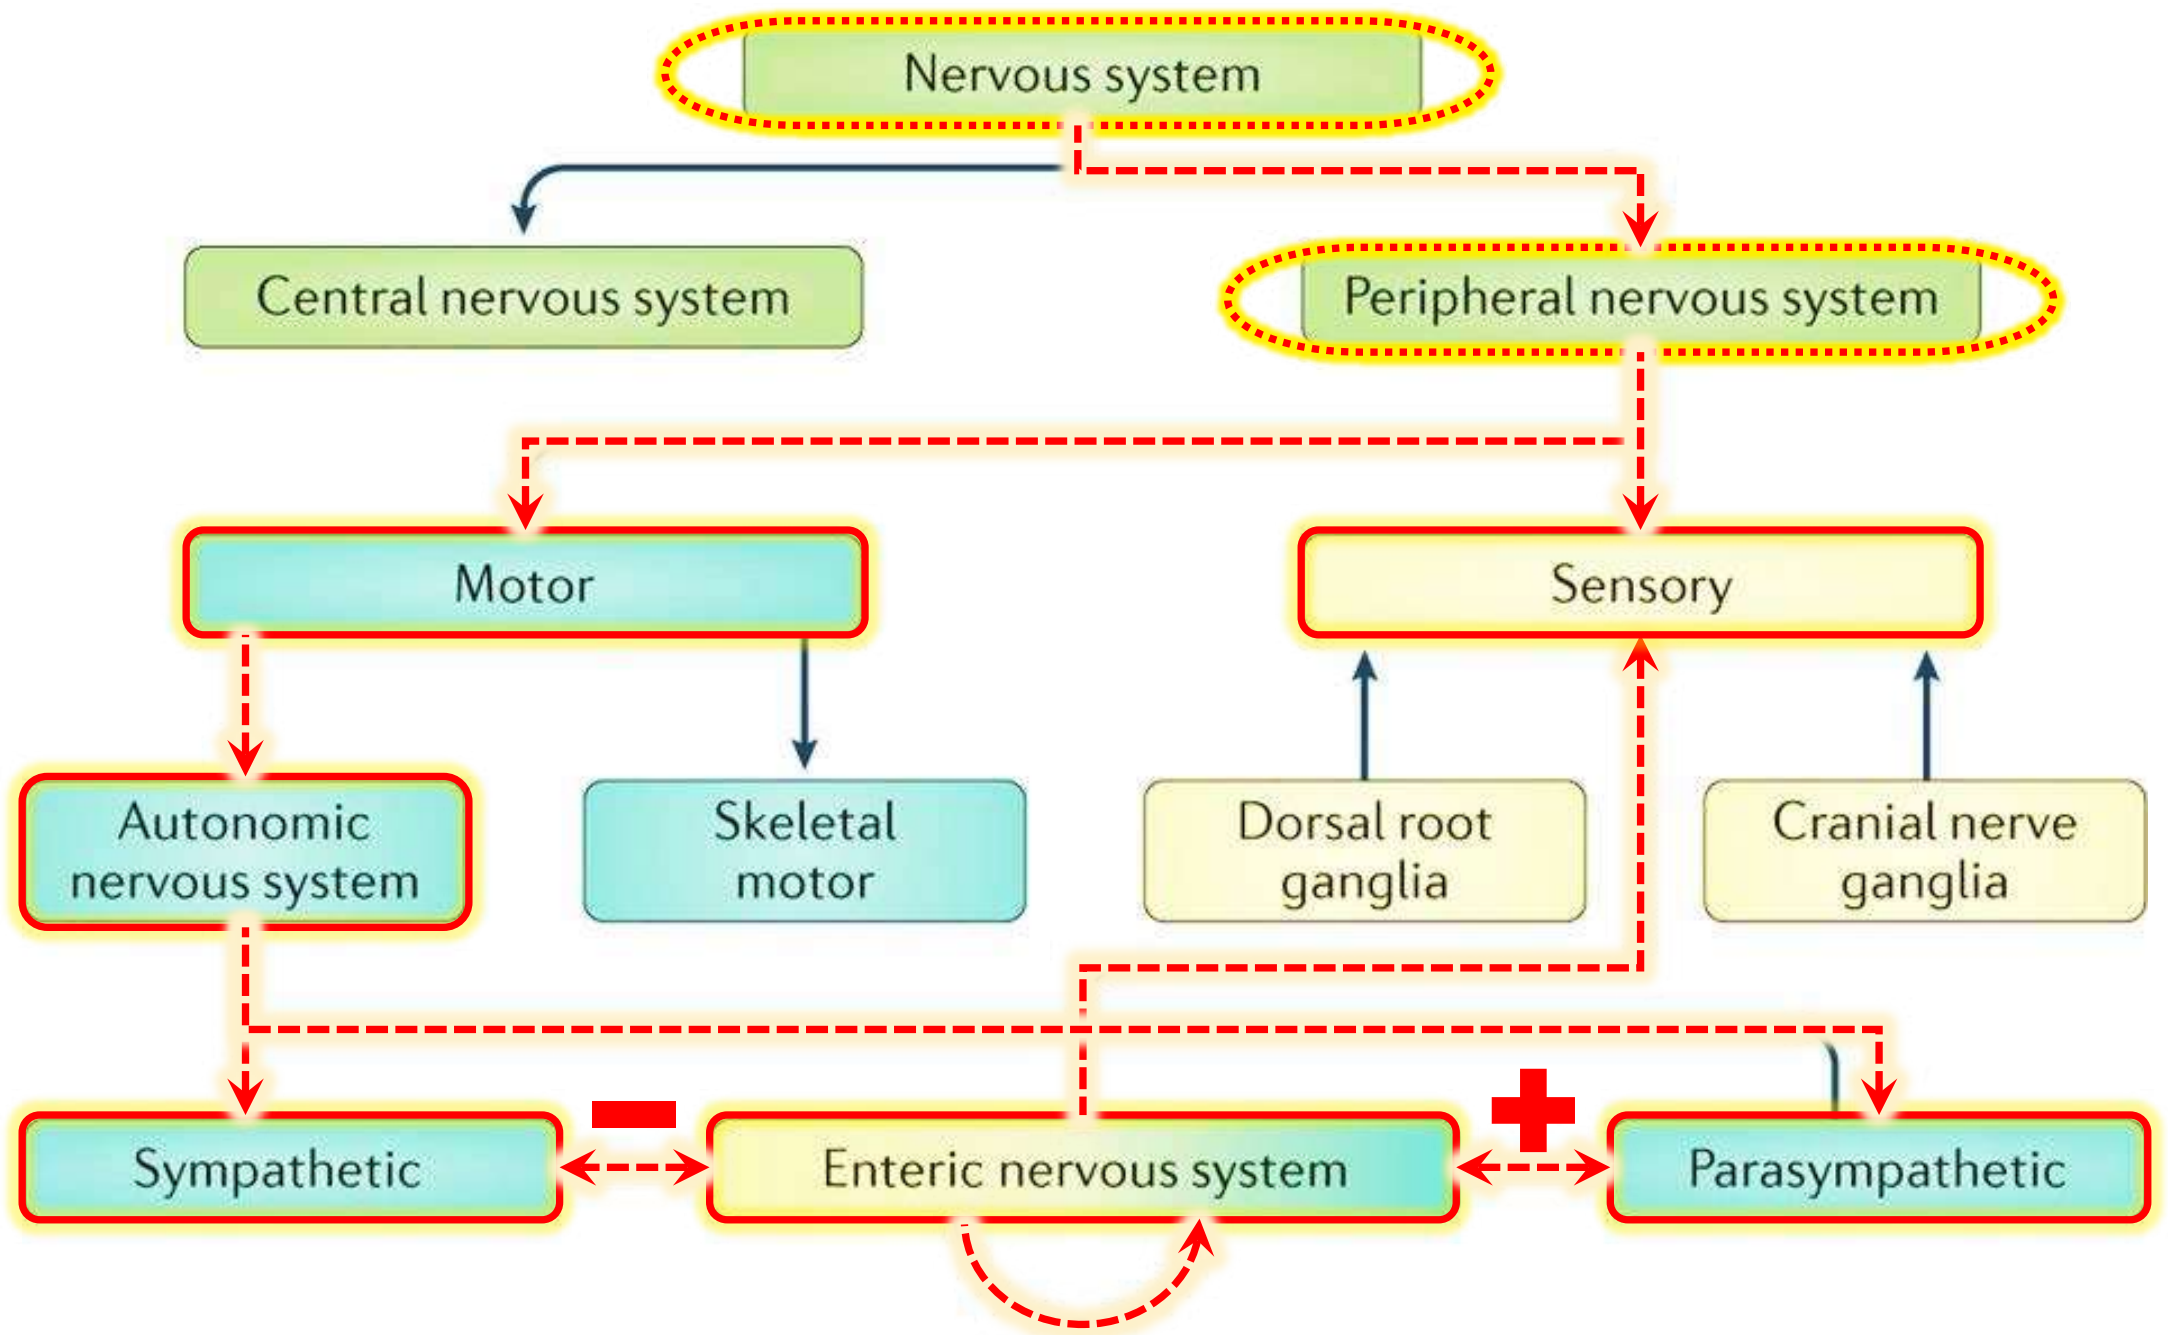 Nervous system
Central nervous system
Peripheral nervous system
Motor
Sensory
Autonomic
nervous system
Skeletal
motor
Dorsal root
ganglia
Cranial nerve
ganglia
Sympathetic
Enteric nervous system
Parasympathetic